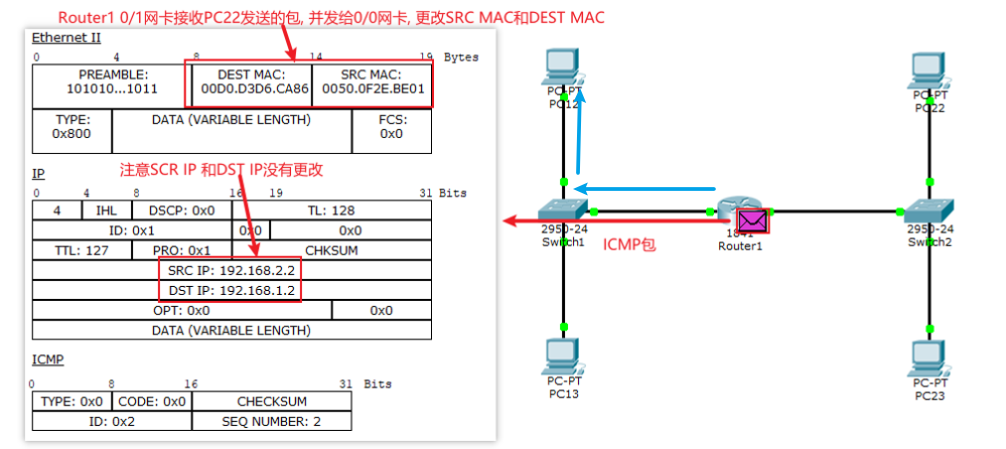 Router1 0/1网卡接收PC22发送的包, 并发给0/0网卡, 更改SRC MAC和DEST MAC
Ethernet II
0 4 8 14 19 Bytes
PREAMBLE: DEST MAC: SRC MAC:
101010...1011 00D0.D3D6.CA86 0050.0F2E.BE01
TYPE: DATA (VARIABLE LENGTH) FCS:
0x800 0x0
注意SCR IP 和DST IP没有更改
IP
0 4 8 16 19 31 Bits
4 IHL DSCP: 0x0 TL: 128
ID: 0x1 0x0 0x0
TTL: 127 PRO: 0x1 CHKSUM
SRC IP: 192.168.2.2
DST IP: 192.168.1.2
OPT: 0x0 0x0
DATA (VARIABLE LENGTH)
ICMP
0 8 16 31 Bits
TYPE: 0x0 CODE: 0x0 CHECKSUM
ID: 0x2 SEQ NUMBER: 2
PC-PT
PC12
PC-PT
PC22
2950-24
Switch1
ICMP包
1841
Router1
2950-24
Switch2
PC-PT
PC13
PC-PT
PC23